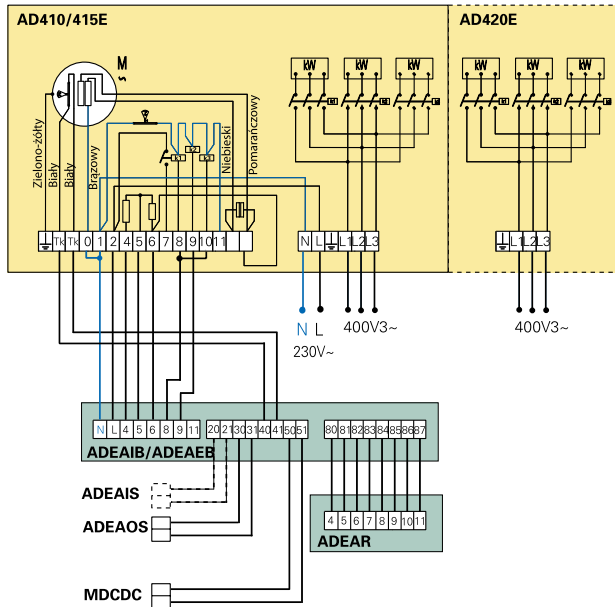 AD410/415E
AD420E
M
~
kW kW kW
kW kW kW
Zielono-żółty
Biały
Biały
Brązowy
Niebieski
Pomarańczowy
k1 k2 k3
Tk Tk 0 1 2 4 5 6 7 8 9 10 11
N L L1 L2 L3
L1 L2 L3
N L 400V3~
230V~
400V3~
N L 4 5 6 8 9 11 20 21 30 31 40 41 50 51 80 81 82 83 84 85 86 87
ADEAIB/ADEAEB
ADEAIS
ADEAOS
4 5 6 7 8 9 10 11
ADEAR
MDCDC